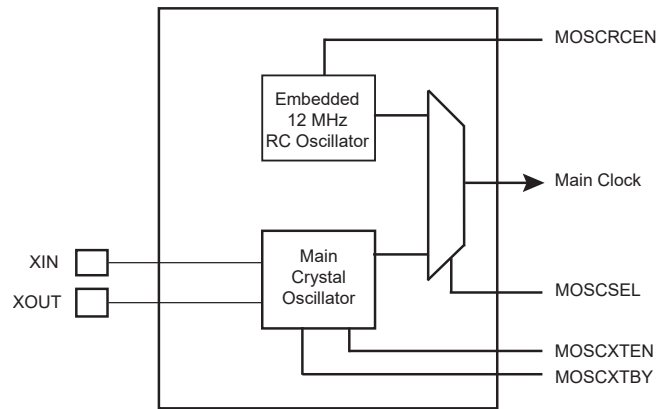 MOSCRCEN
Embedded
12 MHz
RC Oscillator
Main Clock
XIN
XOUT
Main
Crystal
Oscillator
MOSCSEL
MOSCXTEN
MOSCXTBY